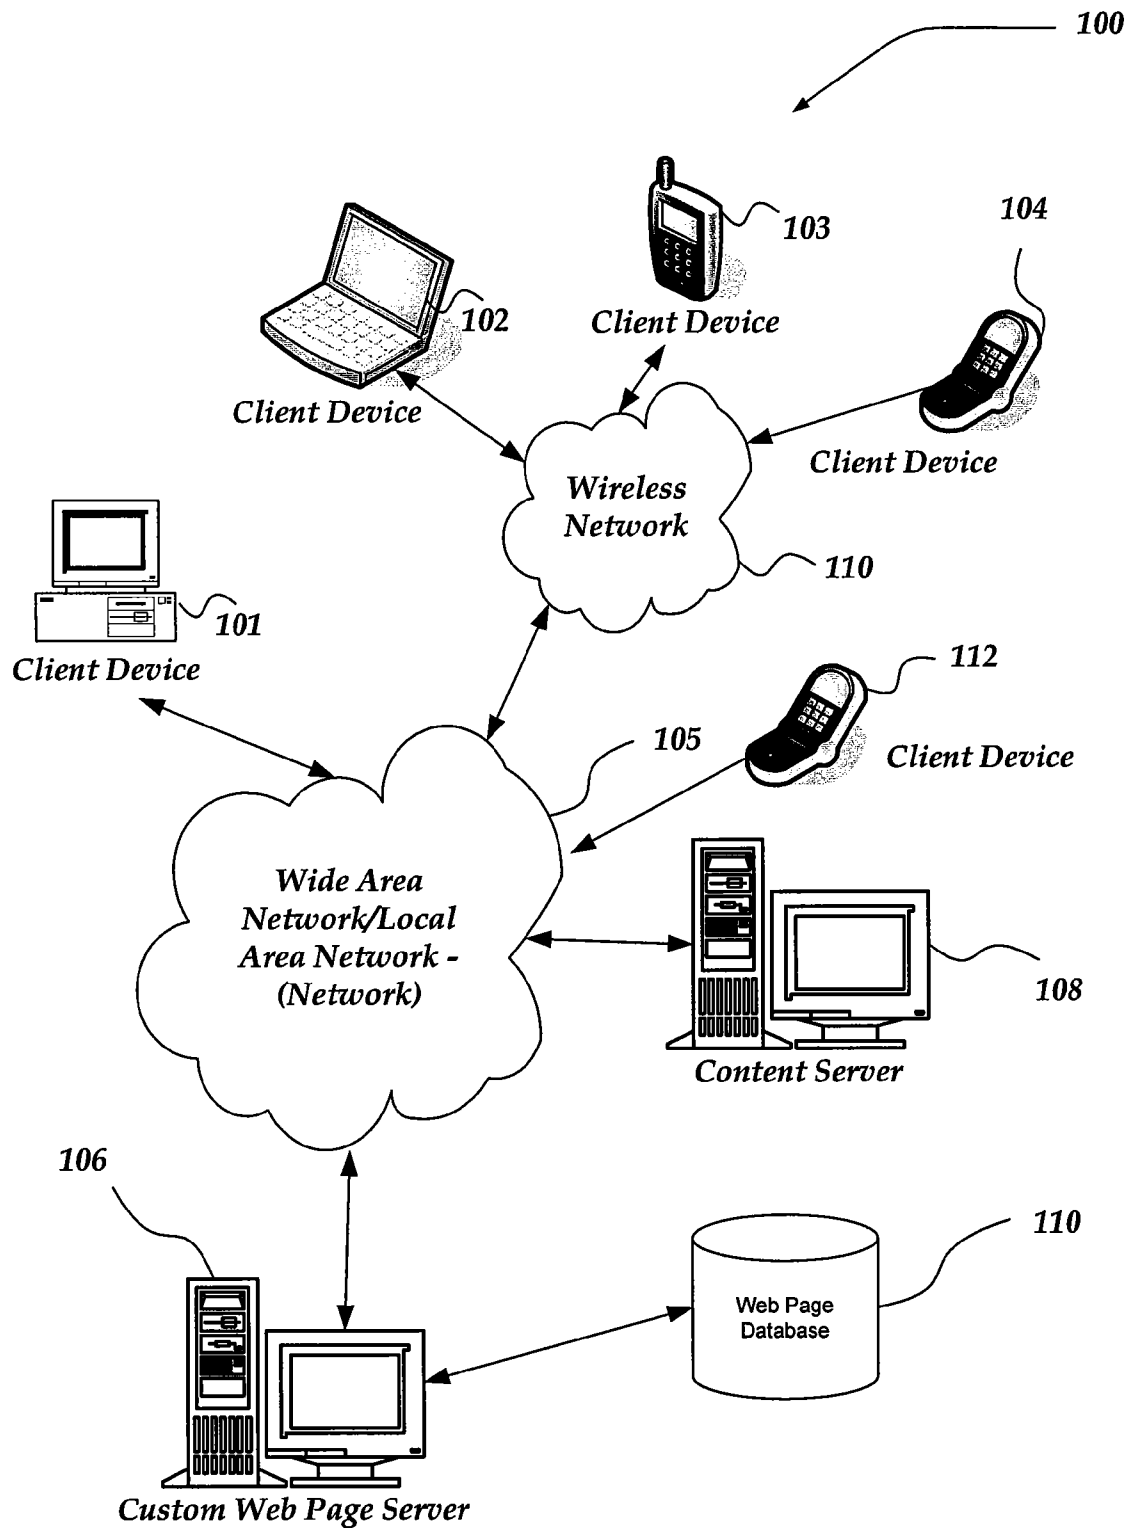 100
103
104
102
Client Device
Client Device
Client Device
Wireless
Network
110
101
Client Device
112
105
Client Device
Wide Area
Network/Local
Area Network -
(Network)
108
Content Server
106
110
Web Page
Database
Custom Web Page Server